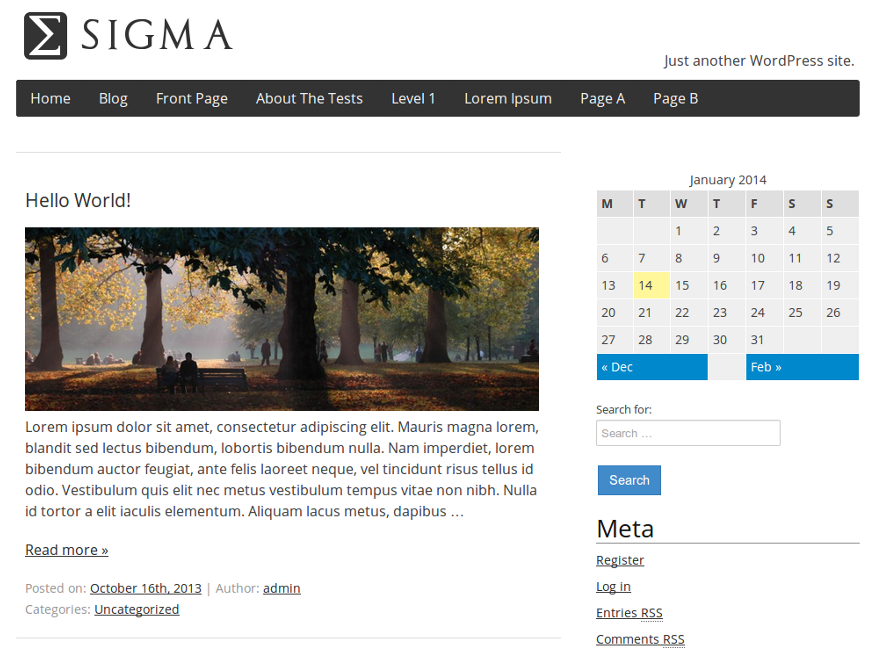 Σ SIGMA
Just another WordPress site.
Home Blog Front Page About The Tests Level 1 Lorem Ipsum Page A Page B
Hello World!
Lorem ipsum dolor sit amet, consectetur adipiscing elit. Mauris magna lorem,
blandit sed lectus bibendum, lobortis bibendum nulla. Nam imperdiet, lorem
bibendum auctor feugiat, ante felis laoreet neque, vel tincidunt risus tellus id
odio. Vestibulum quis elit nec metus vestibulum tempus vitae non nibh. Nulla
id tortor a elit iaculis elementum. Aliquam lacus metus, dapibus …
Read more »
Posted on: October 16th, 2013 | Author: admin
Categories: Uncategorized
January 2014
M T W T F S S
1 2 3 4 5
6 7 8 9 10 11 12
13 14 15 16 17 18 19
20 21 22 23 24 25 26
27 28 29 30 31
« Dec Feb »
Search for:
Search …
Search
Meta
Register
Log in
Entries RSS
Comments RSS